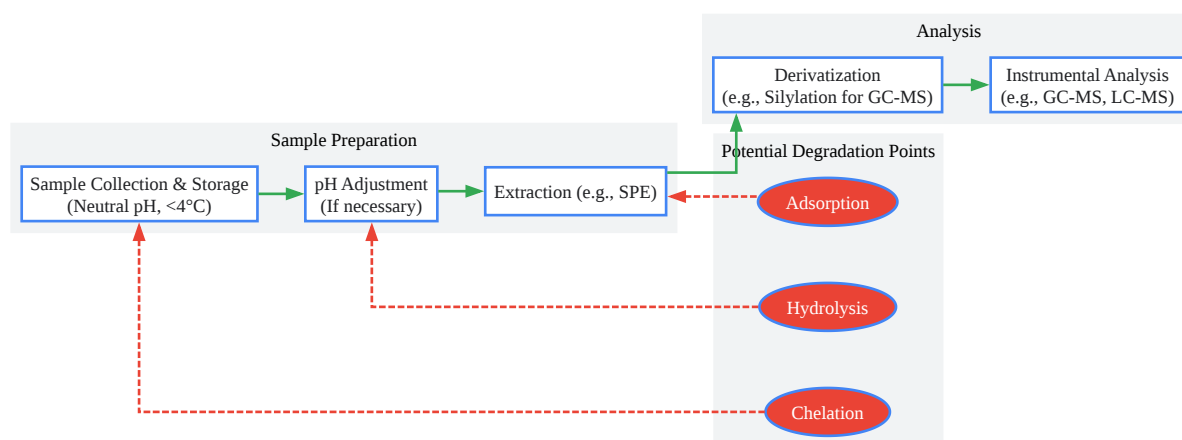 Analysis
Derivatization
(e.g., Silylation for GC-MS)
Instrumental Analysis
(e.g., GC-MS, LC-MS)
Sample Preparation
Sample Collection & Storage
(Neutral pH, <4°C)
pH Adjustment
(If necessary)
Extraction (e.g., SPE)
Potential Degradation Points
Adsorption
Hydrolysis
Chelation